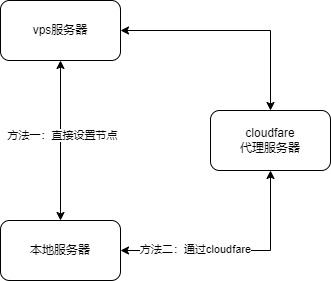 vps服务器
方法一：直接设置节点
cloudfare
代理服务器
本地服务器
方法二：通过cloudfare